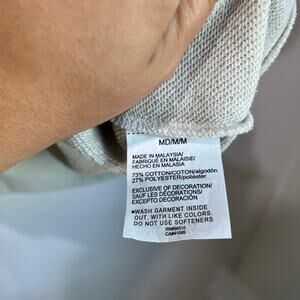 MD/M/M
MADE IN MALAYSIA/
FABRIQUÉ EN MALAISIE/
HECHO EN MALASIA
73% COTTON/COTON/algodón
27% POLYESTER/poliéster
EXCLUSIVE OF DECORATION/
SAUF LES DÉCORATIONS/
EXCEPTO DECORACIÓN
•WASH GARMENT INSIDE
OUT. WITH LIKE COLORS.
DO NOT USE SOFTENERS